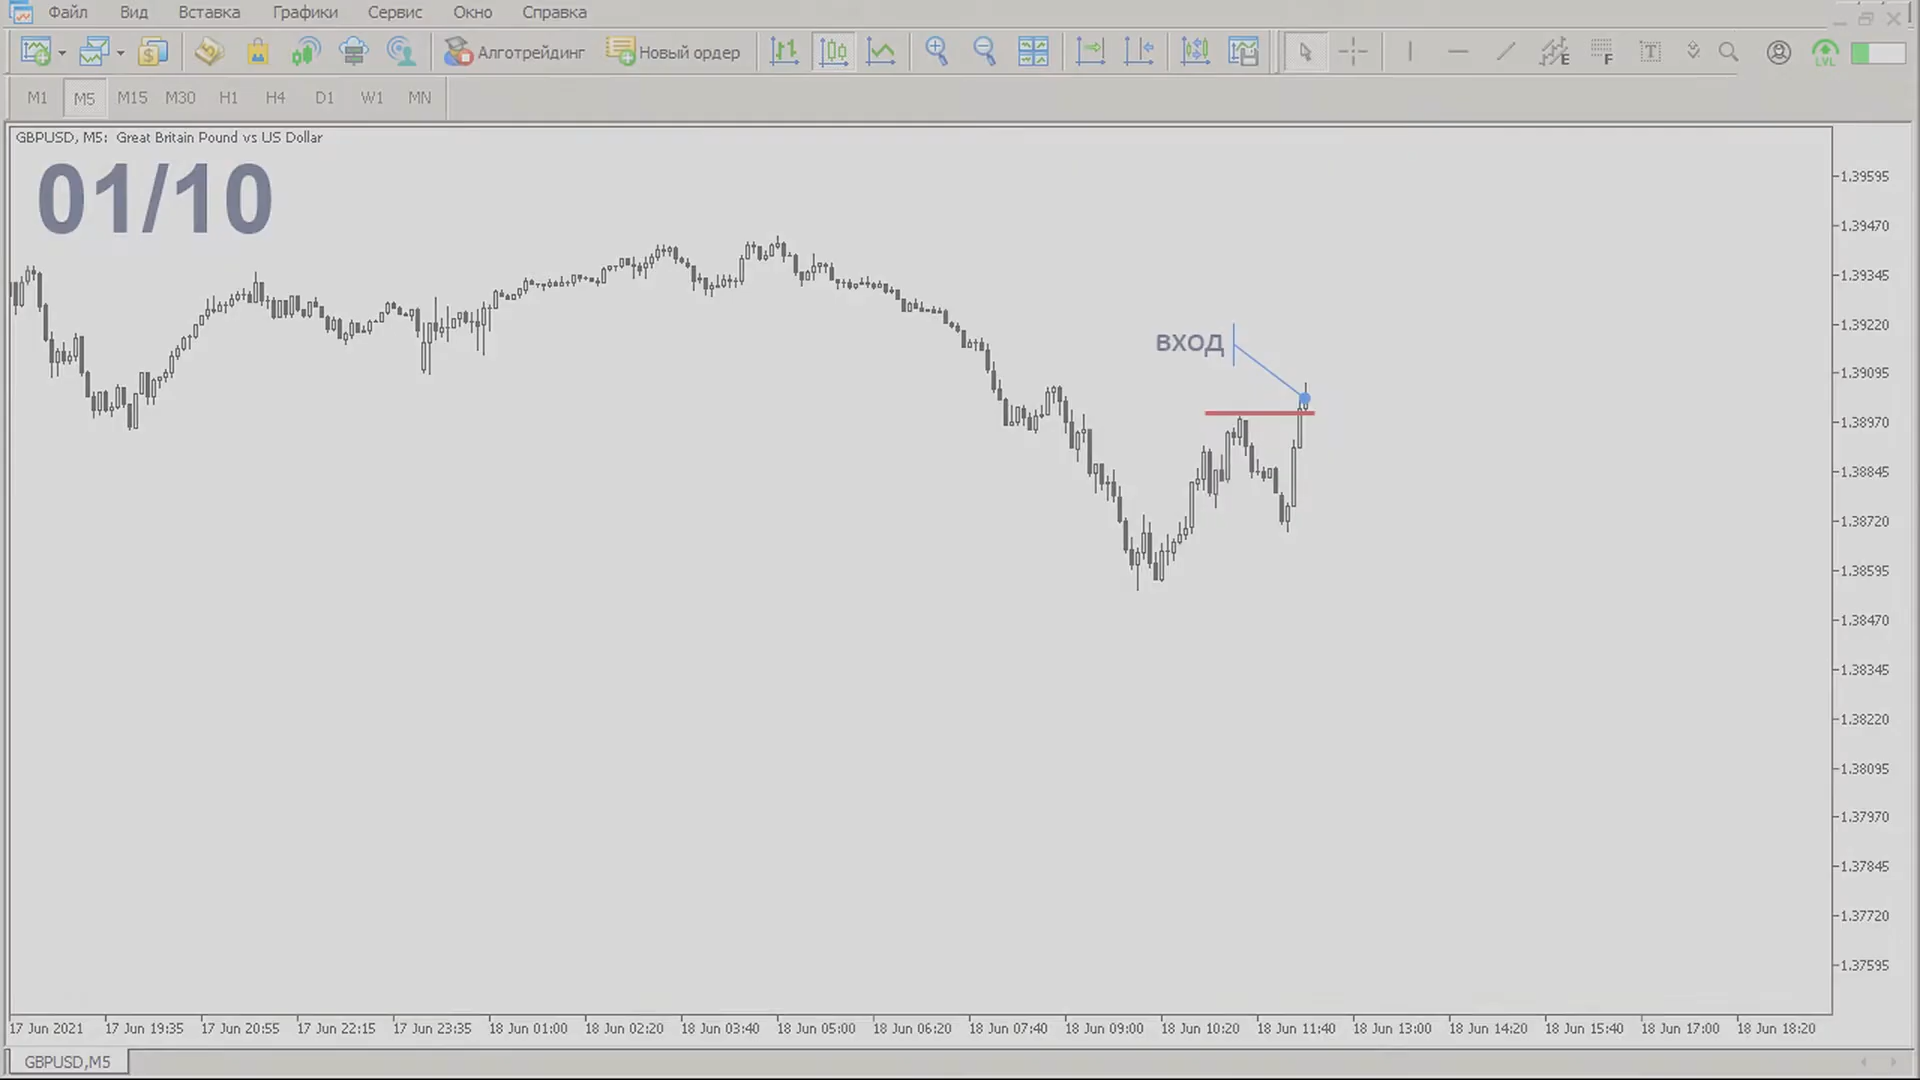 Файл Вид Вставка Графики Сервис Окно Справка
Алготрейдинг Новый ордер E F T LVL
M1 M5 M15 M30 H1 H4 D1 W1 MN
GBPUSD, M5: Great Britain Pound vs US Dollar
01/10
ВХОД
1.39595
1.39470
1.39345
1.39220
1.39095
1.38970
1.38845
1.38720
1.38595
1.38470
1.38345
1.38220
1.38095
1.37970
1.37845
1.37720
1.37595
17 Jun 2021 17 Jun 19:35 17 Jun 20:55 17 Jun 22:15 17 Jun 23:35 18 Jun 01:00 18 Jun 02:20 18 Jun 03:40 18 Jun 05:00 18 Jun 06:20 18 Jun 07:40 18 Jun 09:00 18 Jun 10:20 18 Jun 11:40 18 Jun 13:00 18 Jun 14:20 18 Jun 15:40 18 Jun 17:00 18 Jun 18:20
GBPUSD,M5